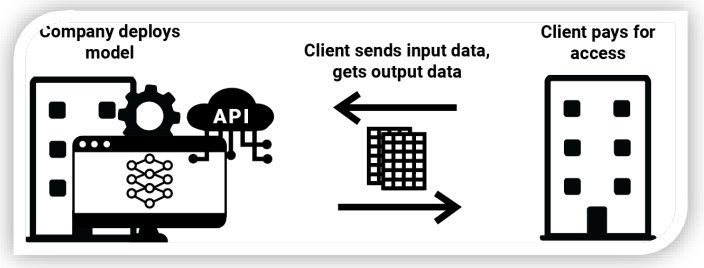 Company deploys
model
Client sends input data,
gets output data
Client pays for
access
API